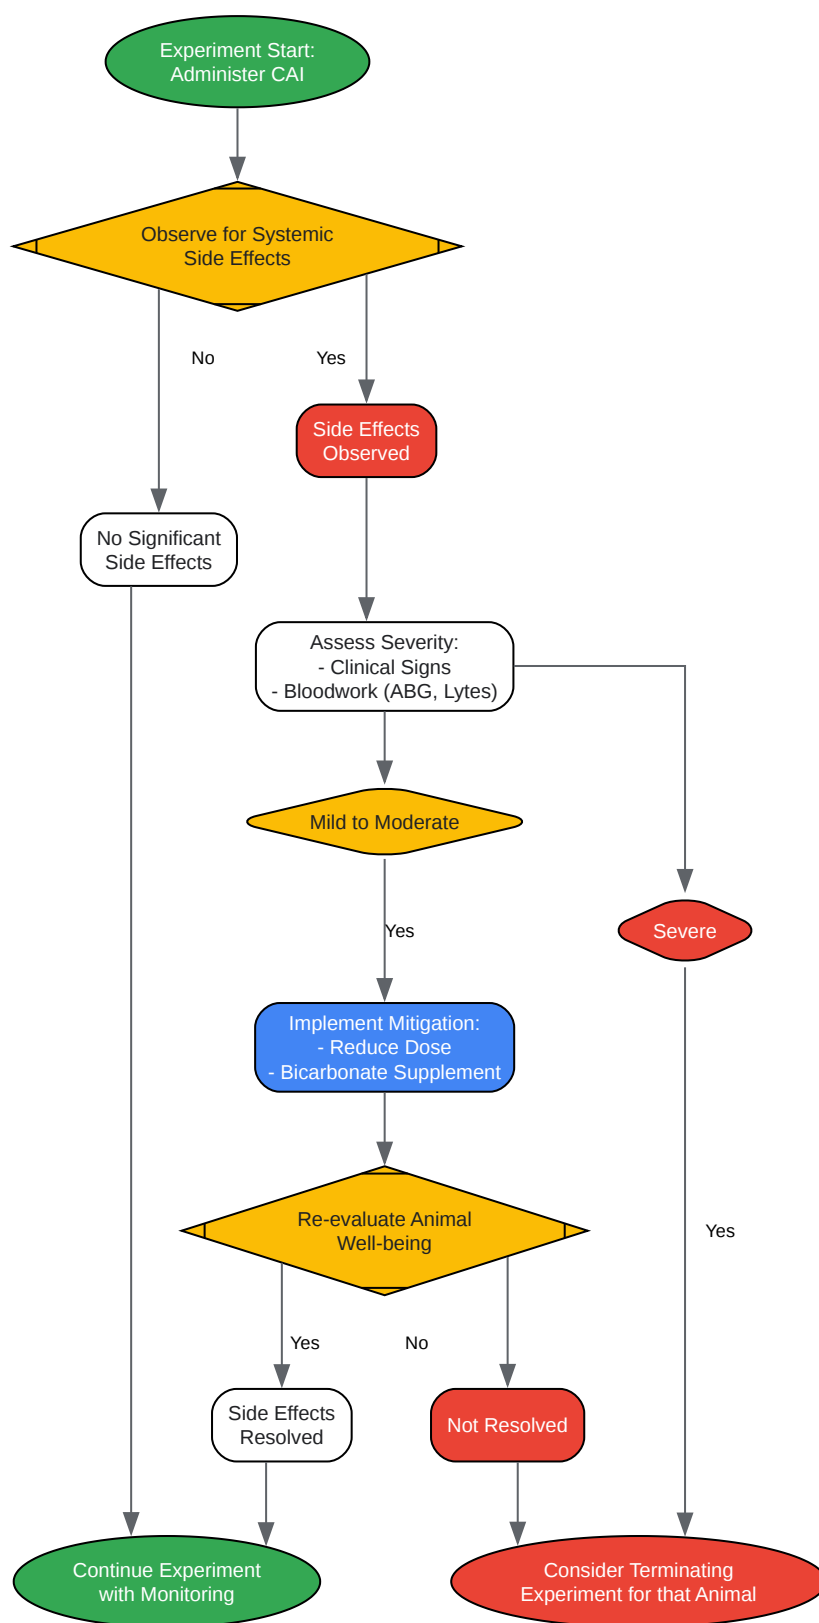 Experiment Start:
Administer CAI
Observe for Systemic
Side Effects
No
Yes
Side Effects
Observed
No Significant
Side Effects
Assess Severity:
- Clinical Signs
- Bloodwork (ABG, Lytes)
Mild to Moderate
Yes
Severe
Implement Mitigation:
- Reduce Dose
- Bicarbonate Supplement
Re-evaluate Animal
Well-being
Yes
Yes
No
Side Effects
Resolved
Not Resolved
Continue Experiment
with Monitoring
Consider Terminating
Experiment for that Animal